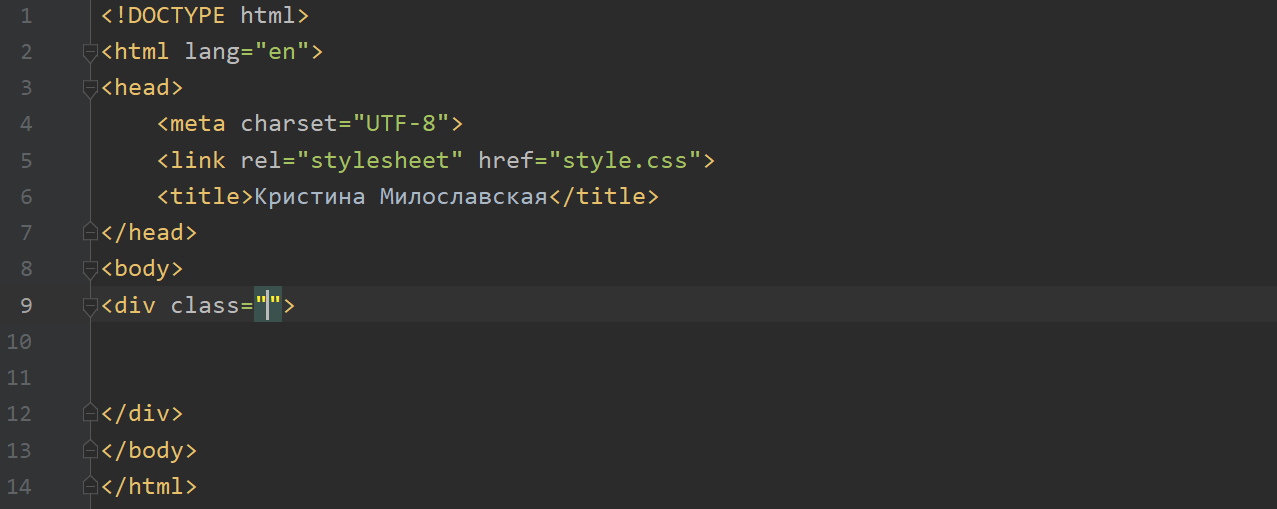 1 <!DOCTYPE html>
2 <html lang="en">
3 <head>
4 <meta charset="UTF-8">
5 <link rel="stylesheet" href="style.css">
6 <title>Кристина Милославская</title>
7 </head>
8 <body>
9 <div class="">
10
11
12 </div>
13 </body>
14 </html>